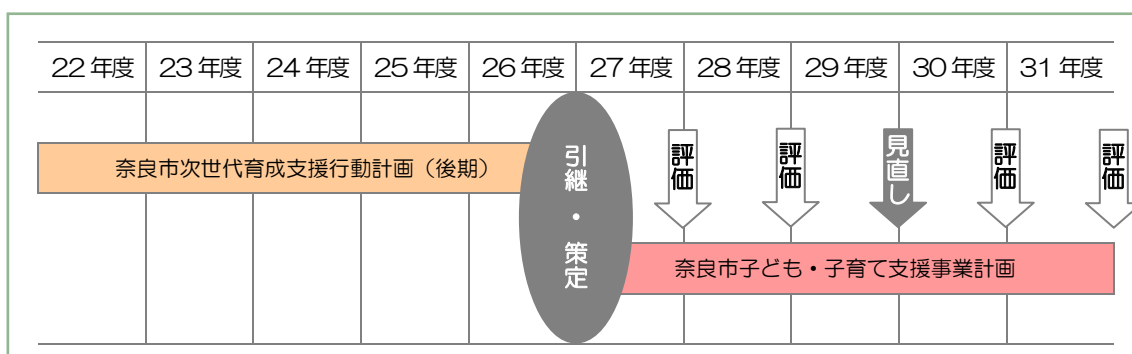 22年度 23年度 24年度 25年度 26年度 27年度 28年度 29年度 30年度 31年度
奈良市次世代育成支援行動計画（後期）
引継・策定
評価
評価
見直し
評価
評価
奈良市子ども・子育て支援事業計画